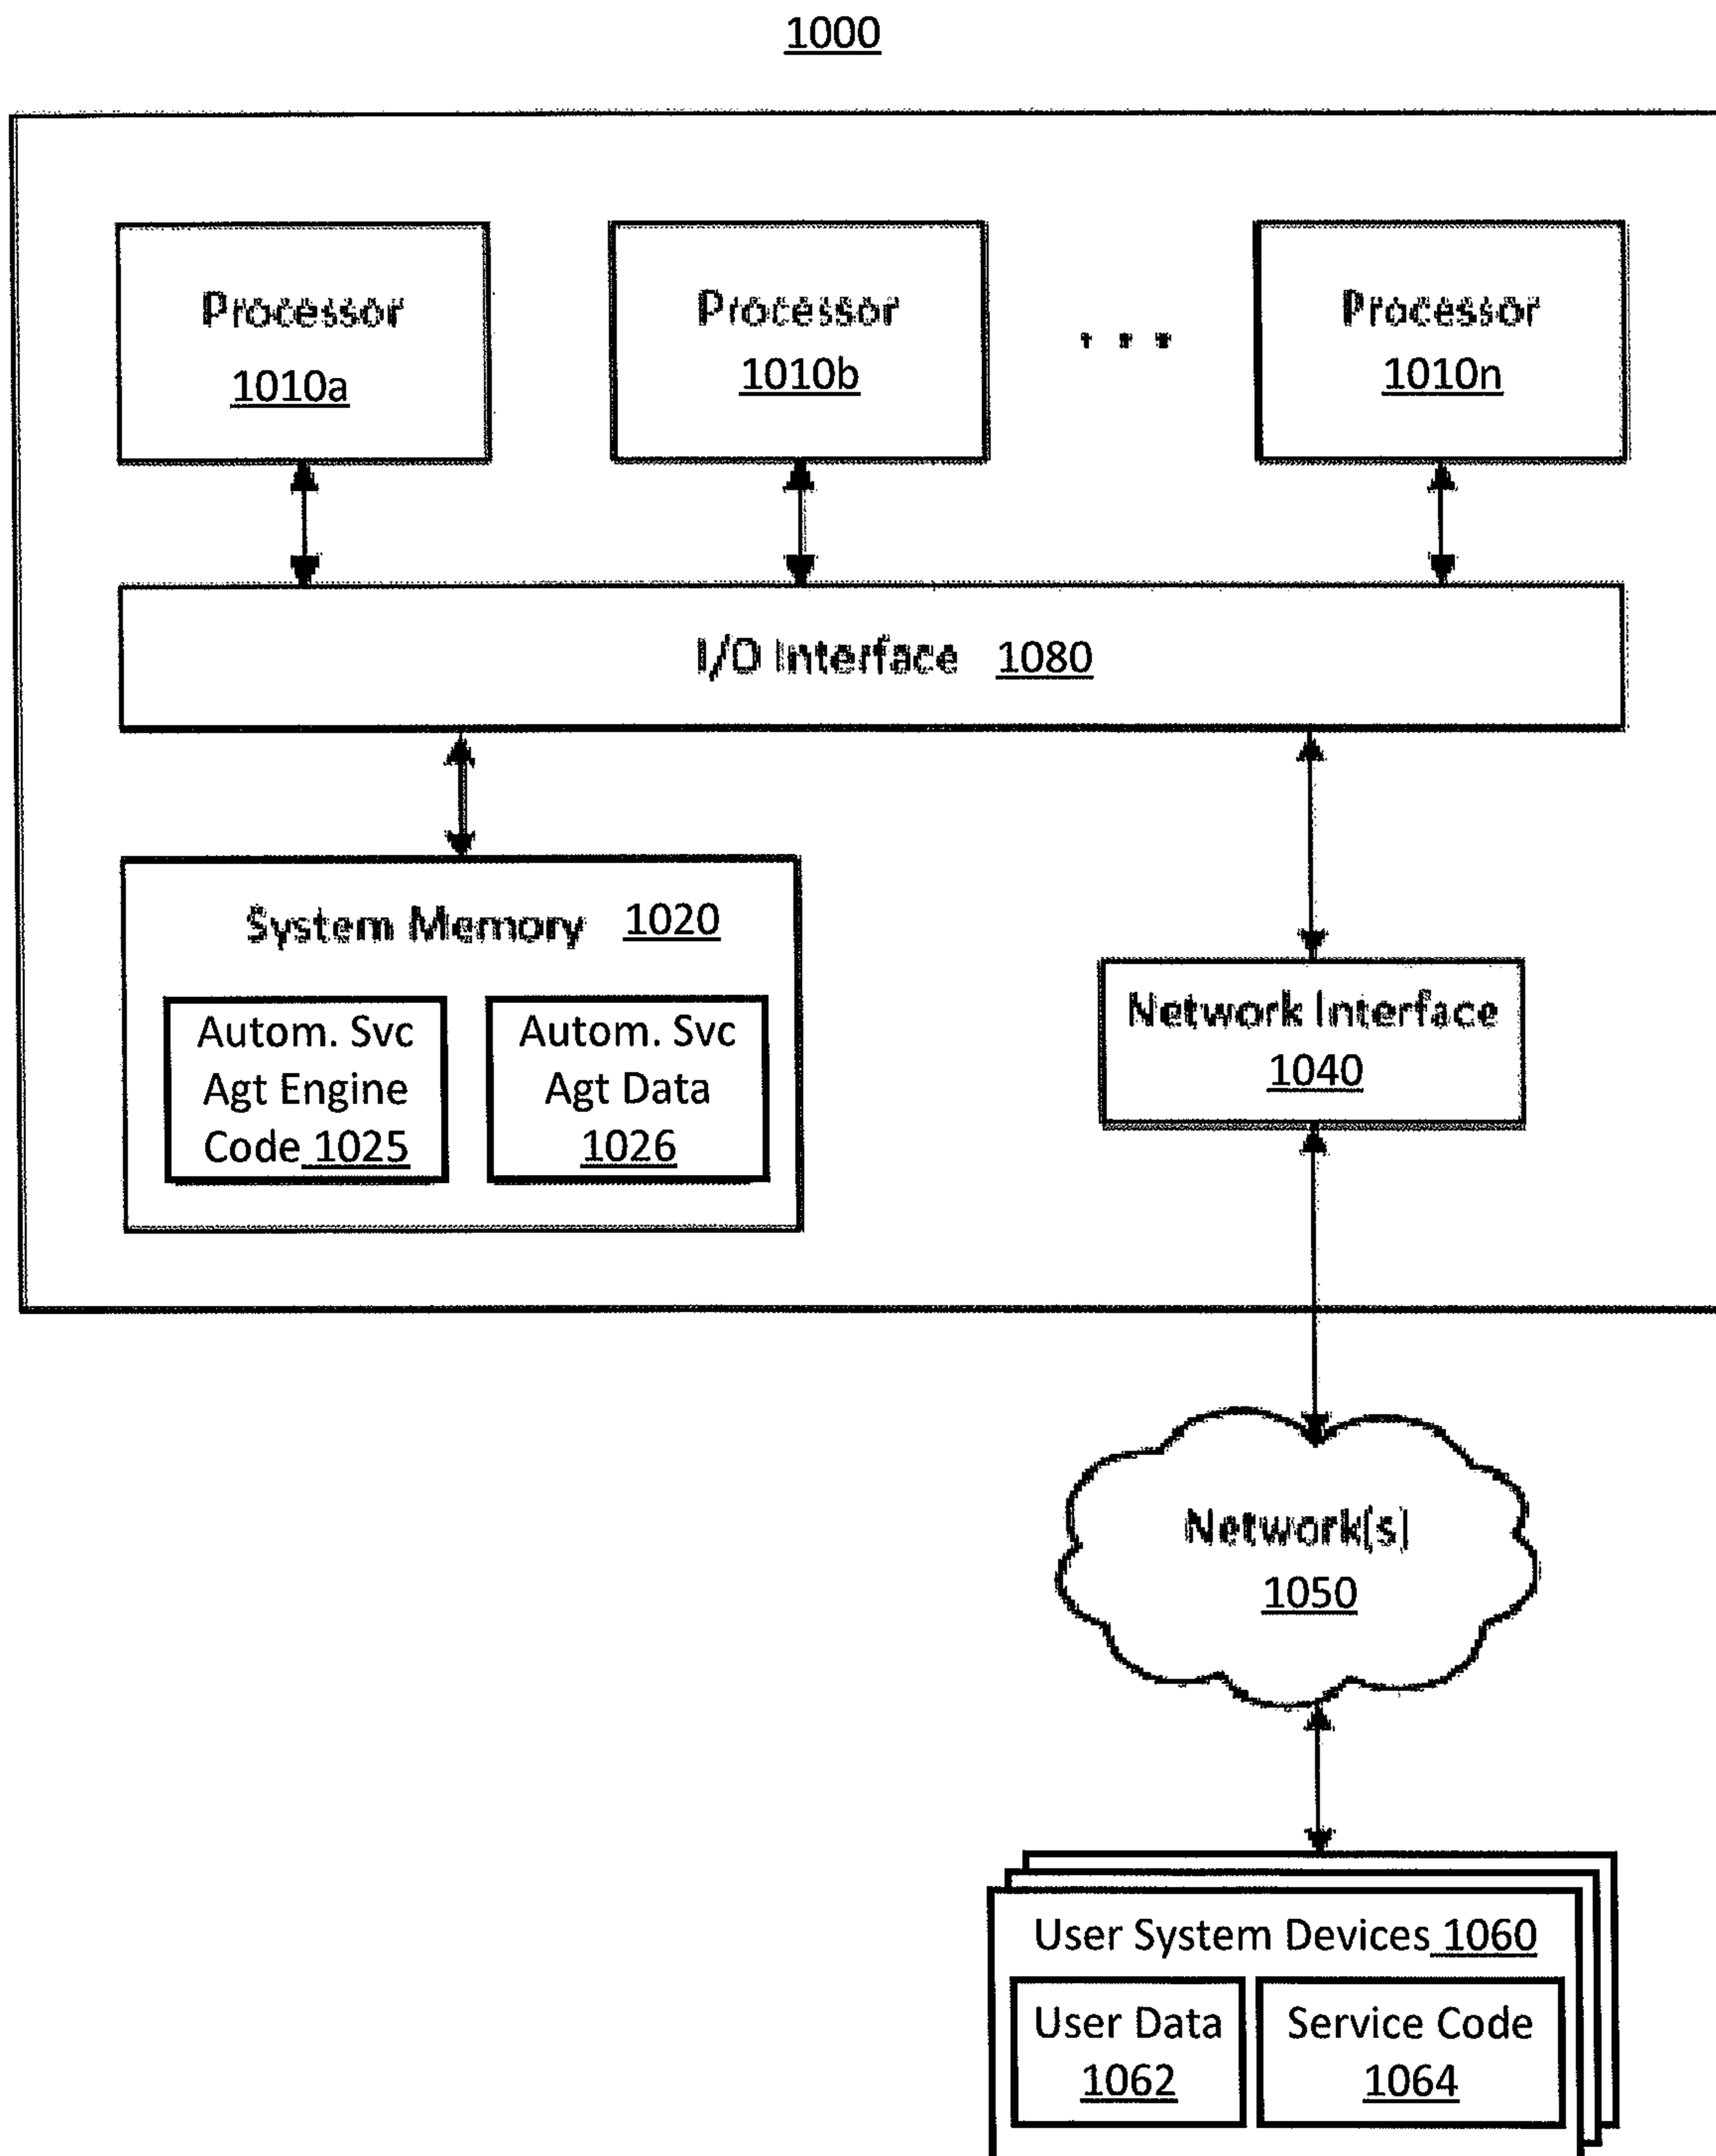 1000
Processor
1010a
Processor
1010b
. . .
Processor
1010n
I/O Interface 1080
System Memory 1020
Autom. Svc
Agt Engine
Code 1025
Autom. Svc
Agt Data
1026
Network Interface
1040
Network(s)
1050
User System Devices 1060
User Data
1062
Service Code
1064